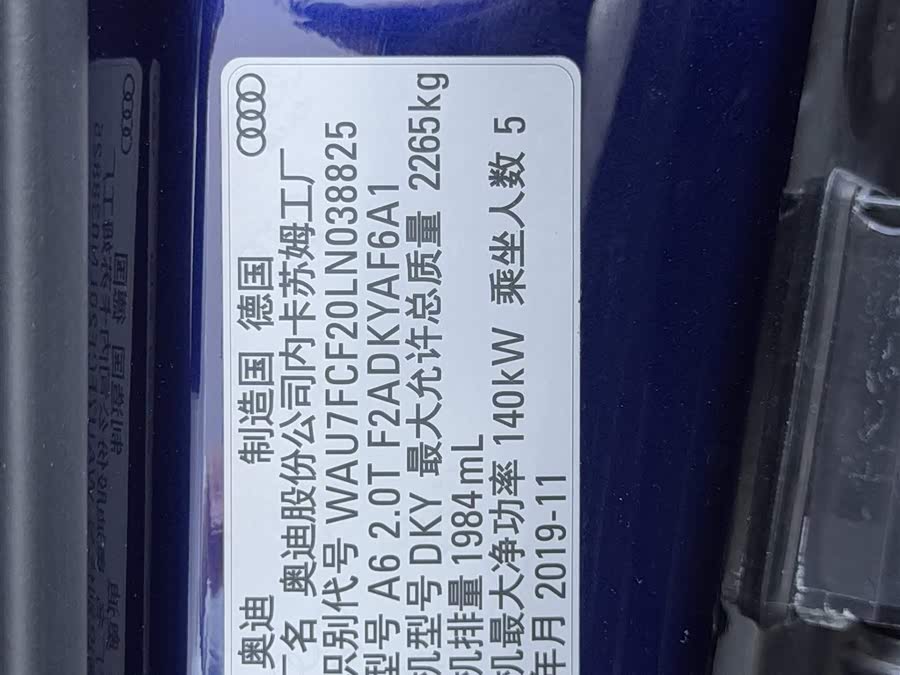 奥迪 制造国 德国
名 奥迪股份公司内卡苏姆工厂
识别代号 WAU7FCF20LN038825
型号 A6 2.0T F2ADKYAF6A1
机型号 DKY 最大允许总质量 2265kg
机排量 1984mL
机最大净功率 140kW 乘坐人数 5
年月 2019-11